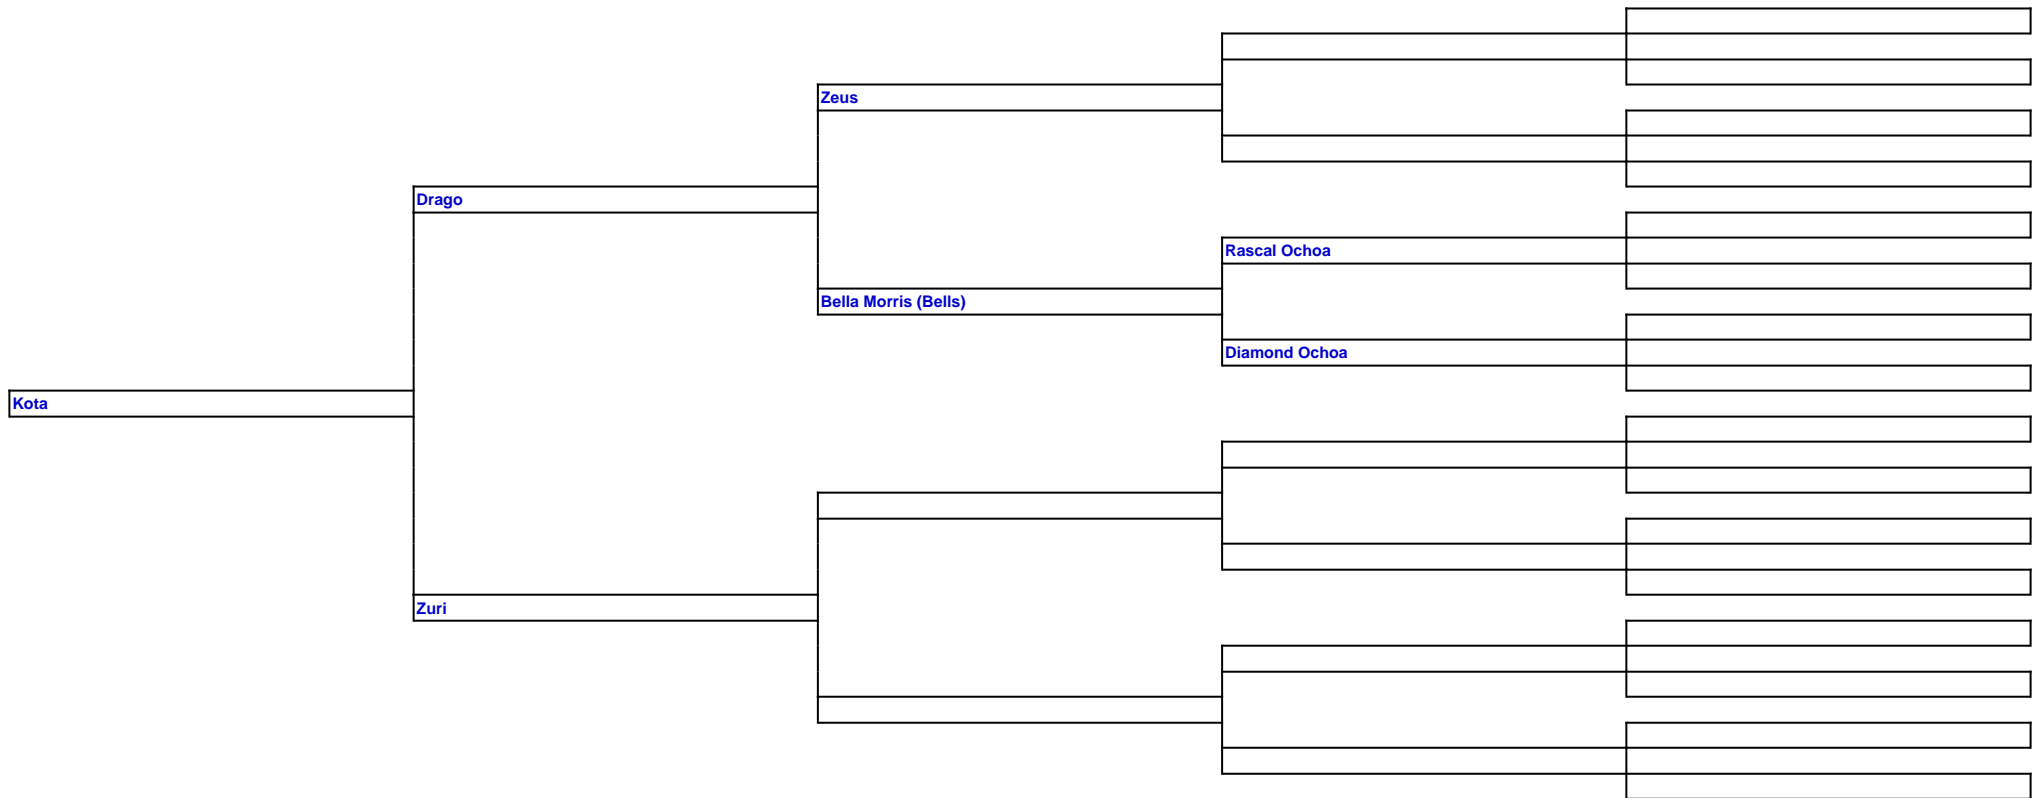 Zeus
Drago
Rascal Ochoa
Bella Morris (Bells)
Diamond Ochoa
Kota
Zuri